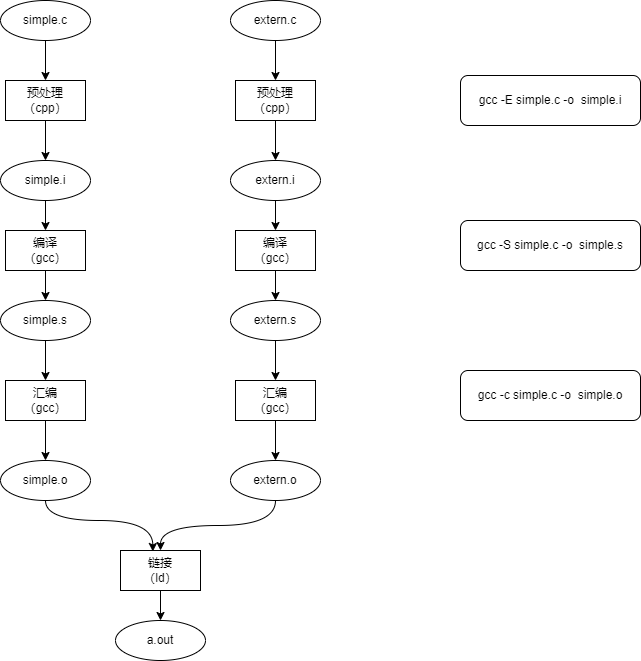 simple.c
extern.c
预处理
（cpp）
预处理
（cpp）
gcc -E simple.c -o  simple.i
simple.i
extern.i
编译
（gcc）
编译
（gcc）
gcc -S simple.c -o  simple.s
simple.s
extern.s
汇编
（gcc）
汇编
（gcc）
gcc -c simple.c -o  simple.o
simple.o
extern.o
链接
（ld）
a.out